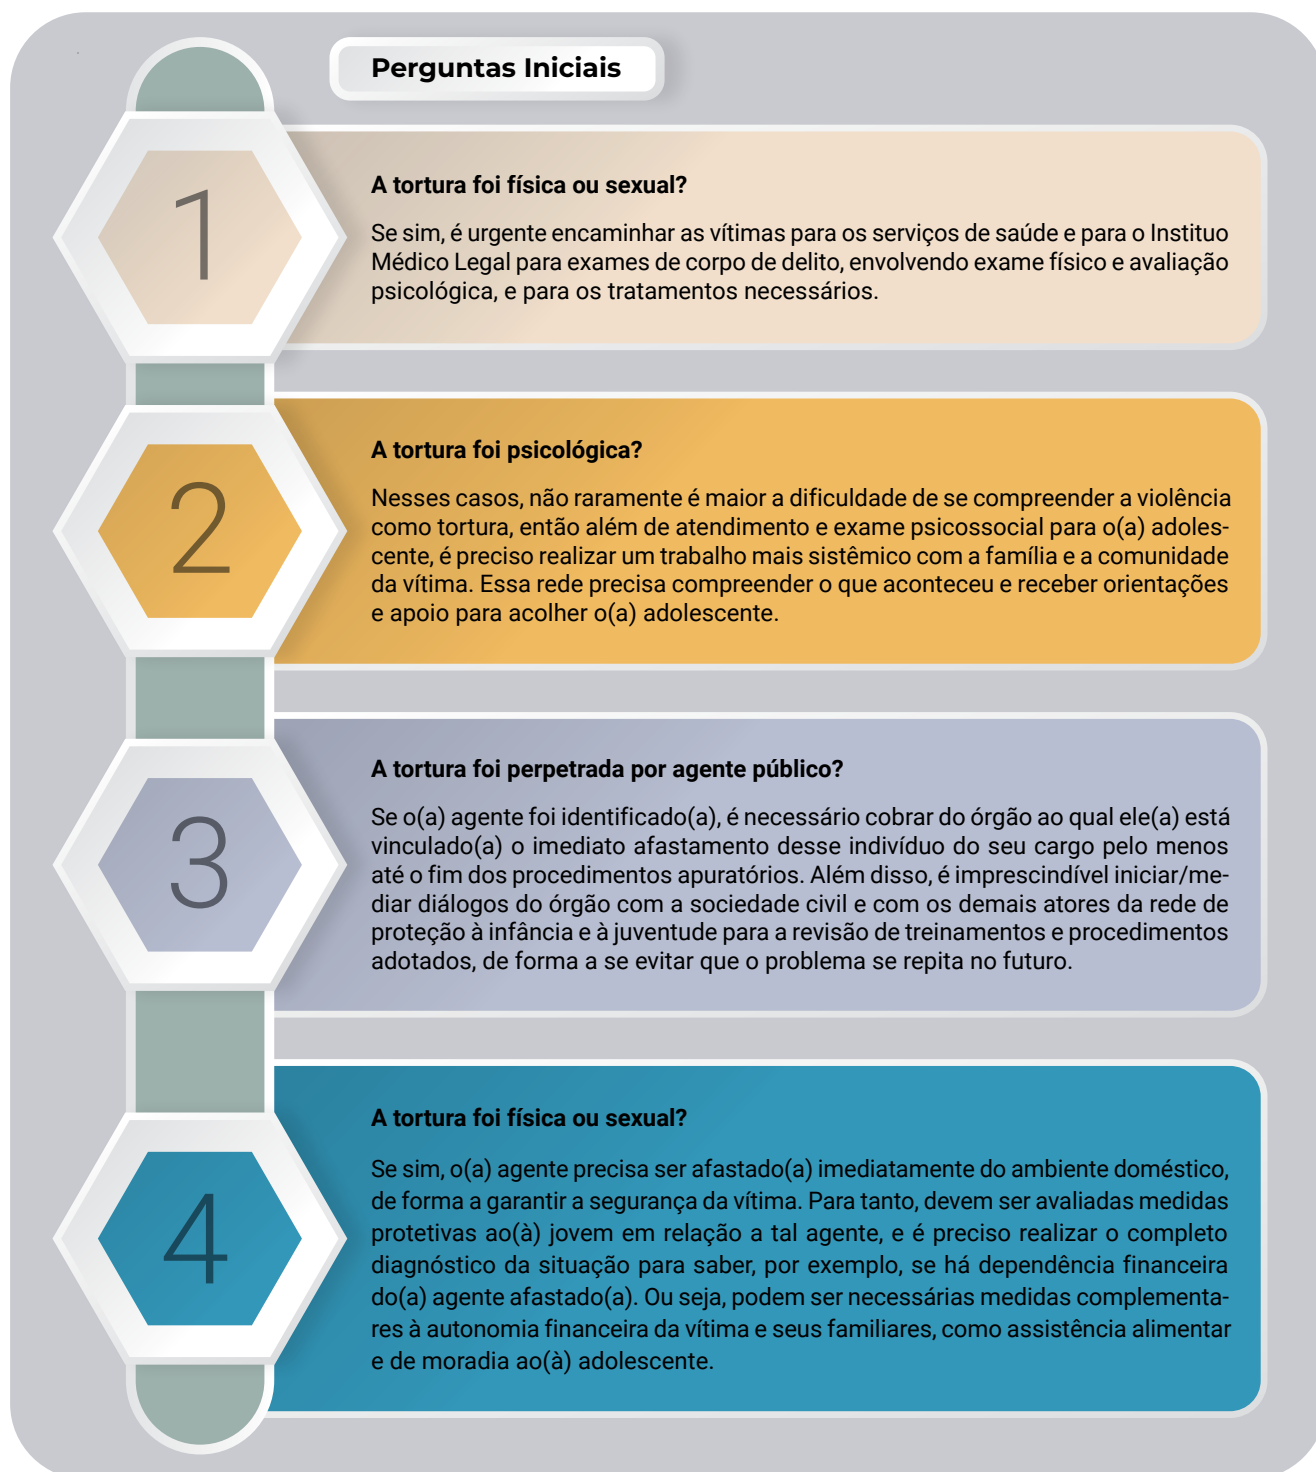 Perguntas Iniciais
1
A tortura foi física ou sexual?
Se sim, é urgente encaminhar as vítimas para os serviços de saúde e para o Instituo
Médico Legal para exames de corpo de delito, envolvendo exame físico e avaliação
psicológica, e para os tratamentos necessários.
2
A tortura foi psicológica?
Nesses casos, não raramente é maior a dificuldade de se compreender a violência
como tortura, então além de atendimento e exame psicossocial para o(a) adoles-
cente, é preciso realizar um trabalho mais sistêmico com a família e a comunidade
da vítima. Essa rede precisa compreender o que aconteceu e receber orientações
e apoio para acolher o(a) adolescente.
3
A tortura foi perpetrada por agente público?
Se o(a) agente foi identificado(a), é necessário cobrar do órgão ao qual ele(a) está
vinculado(a) o imediato afastamento desse indivíduo do seu cargo pelo menos
até o fim dos procedimentos apuratórios. Além disso, é imprescindível iniciar/me-
diar diálogos do órgão com a sociedade civil e com os demais atores da rede de
proteção à infância e à juventude para a revisão de treinamentos e procedimentos
adotados, de forma a se evitar que o problema se repita no futuro.
4
A tortura foi física ou sexual?
Se sim, o(a) agente precisa ser afastado(a) imediatamente do ambiente doméstico,
de forma a garantir a segurança da vítima. Para tanto, devem ser avaliadas medidas
protetivas ao(à) jovem em relação a tal agente, e é preciso realizar o completo
diagnóstico da situação para saber, por exemplo, se há dependência financeira
do(a) agente afastado(a). Ou seja, podem ser necessárias medidas complementa-
res à autonomia financeira da vítima e seus familiares, como assistência alimentar
e de moradia ao(à) adolescente.